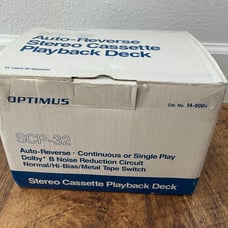 Auto-Reverse
Stereo Cassette
Playback Deck
OPTIMUS
Cat. No. 14-600
SCP-32
Auto-Reverse · Continuous or Single Play
Dolby* B Noise Reduction Circuit
Normal/Hi-Bias/Metal Tape Switch
Stereo Cassette Playback Deck